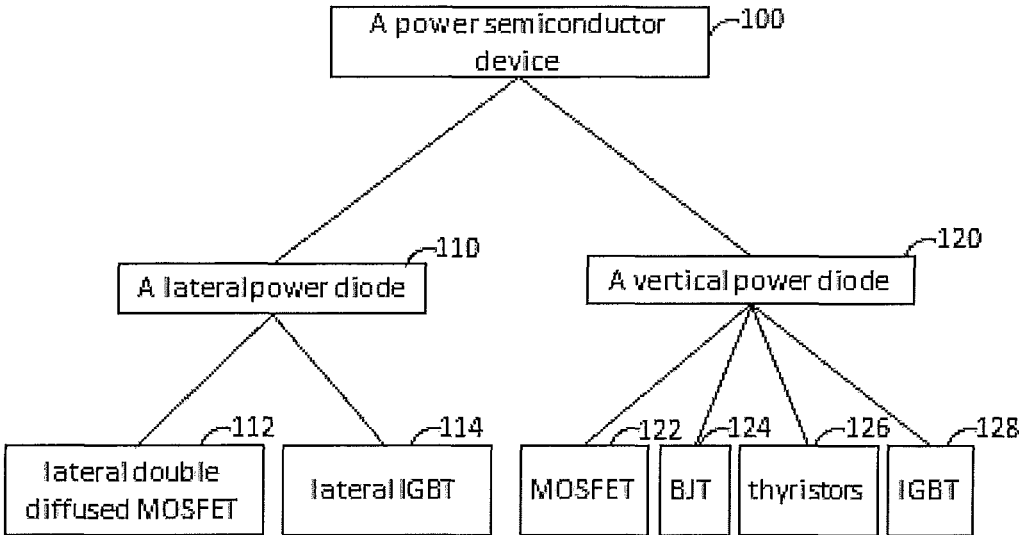 A power semiconductor
device
100
110
120
A lateral power diode
A vertical power diode
112
114
122
124
126
128
lateral double
diffused MOSFET
lateral IGBT
MOSFET
BJT
thyristors
IGBT